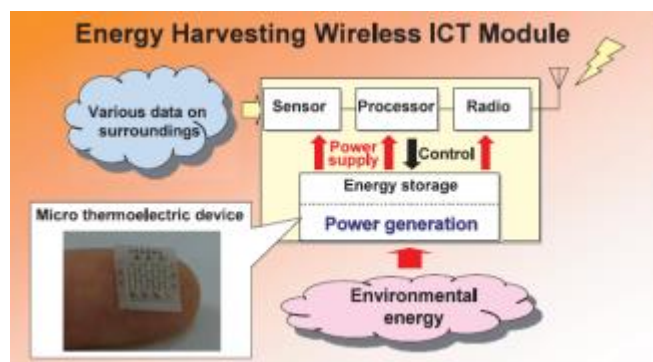 Energy Harvesting Wireless ICT Module
Various data on
surroundings
Sensor
Processor
Radio
Power
supply
Control
Energy storage
Micro thermoelectric device
Power generation
Environmental
energy